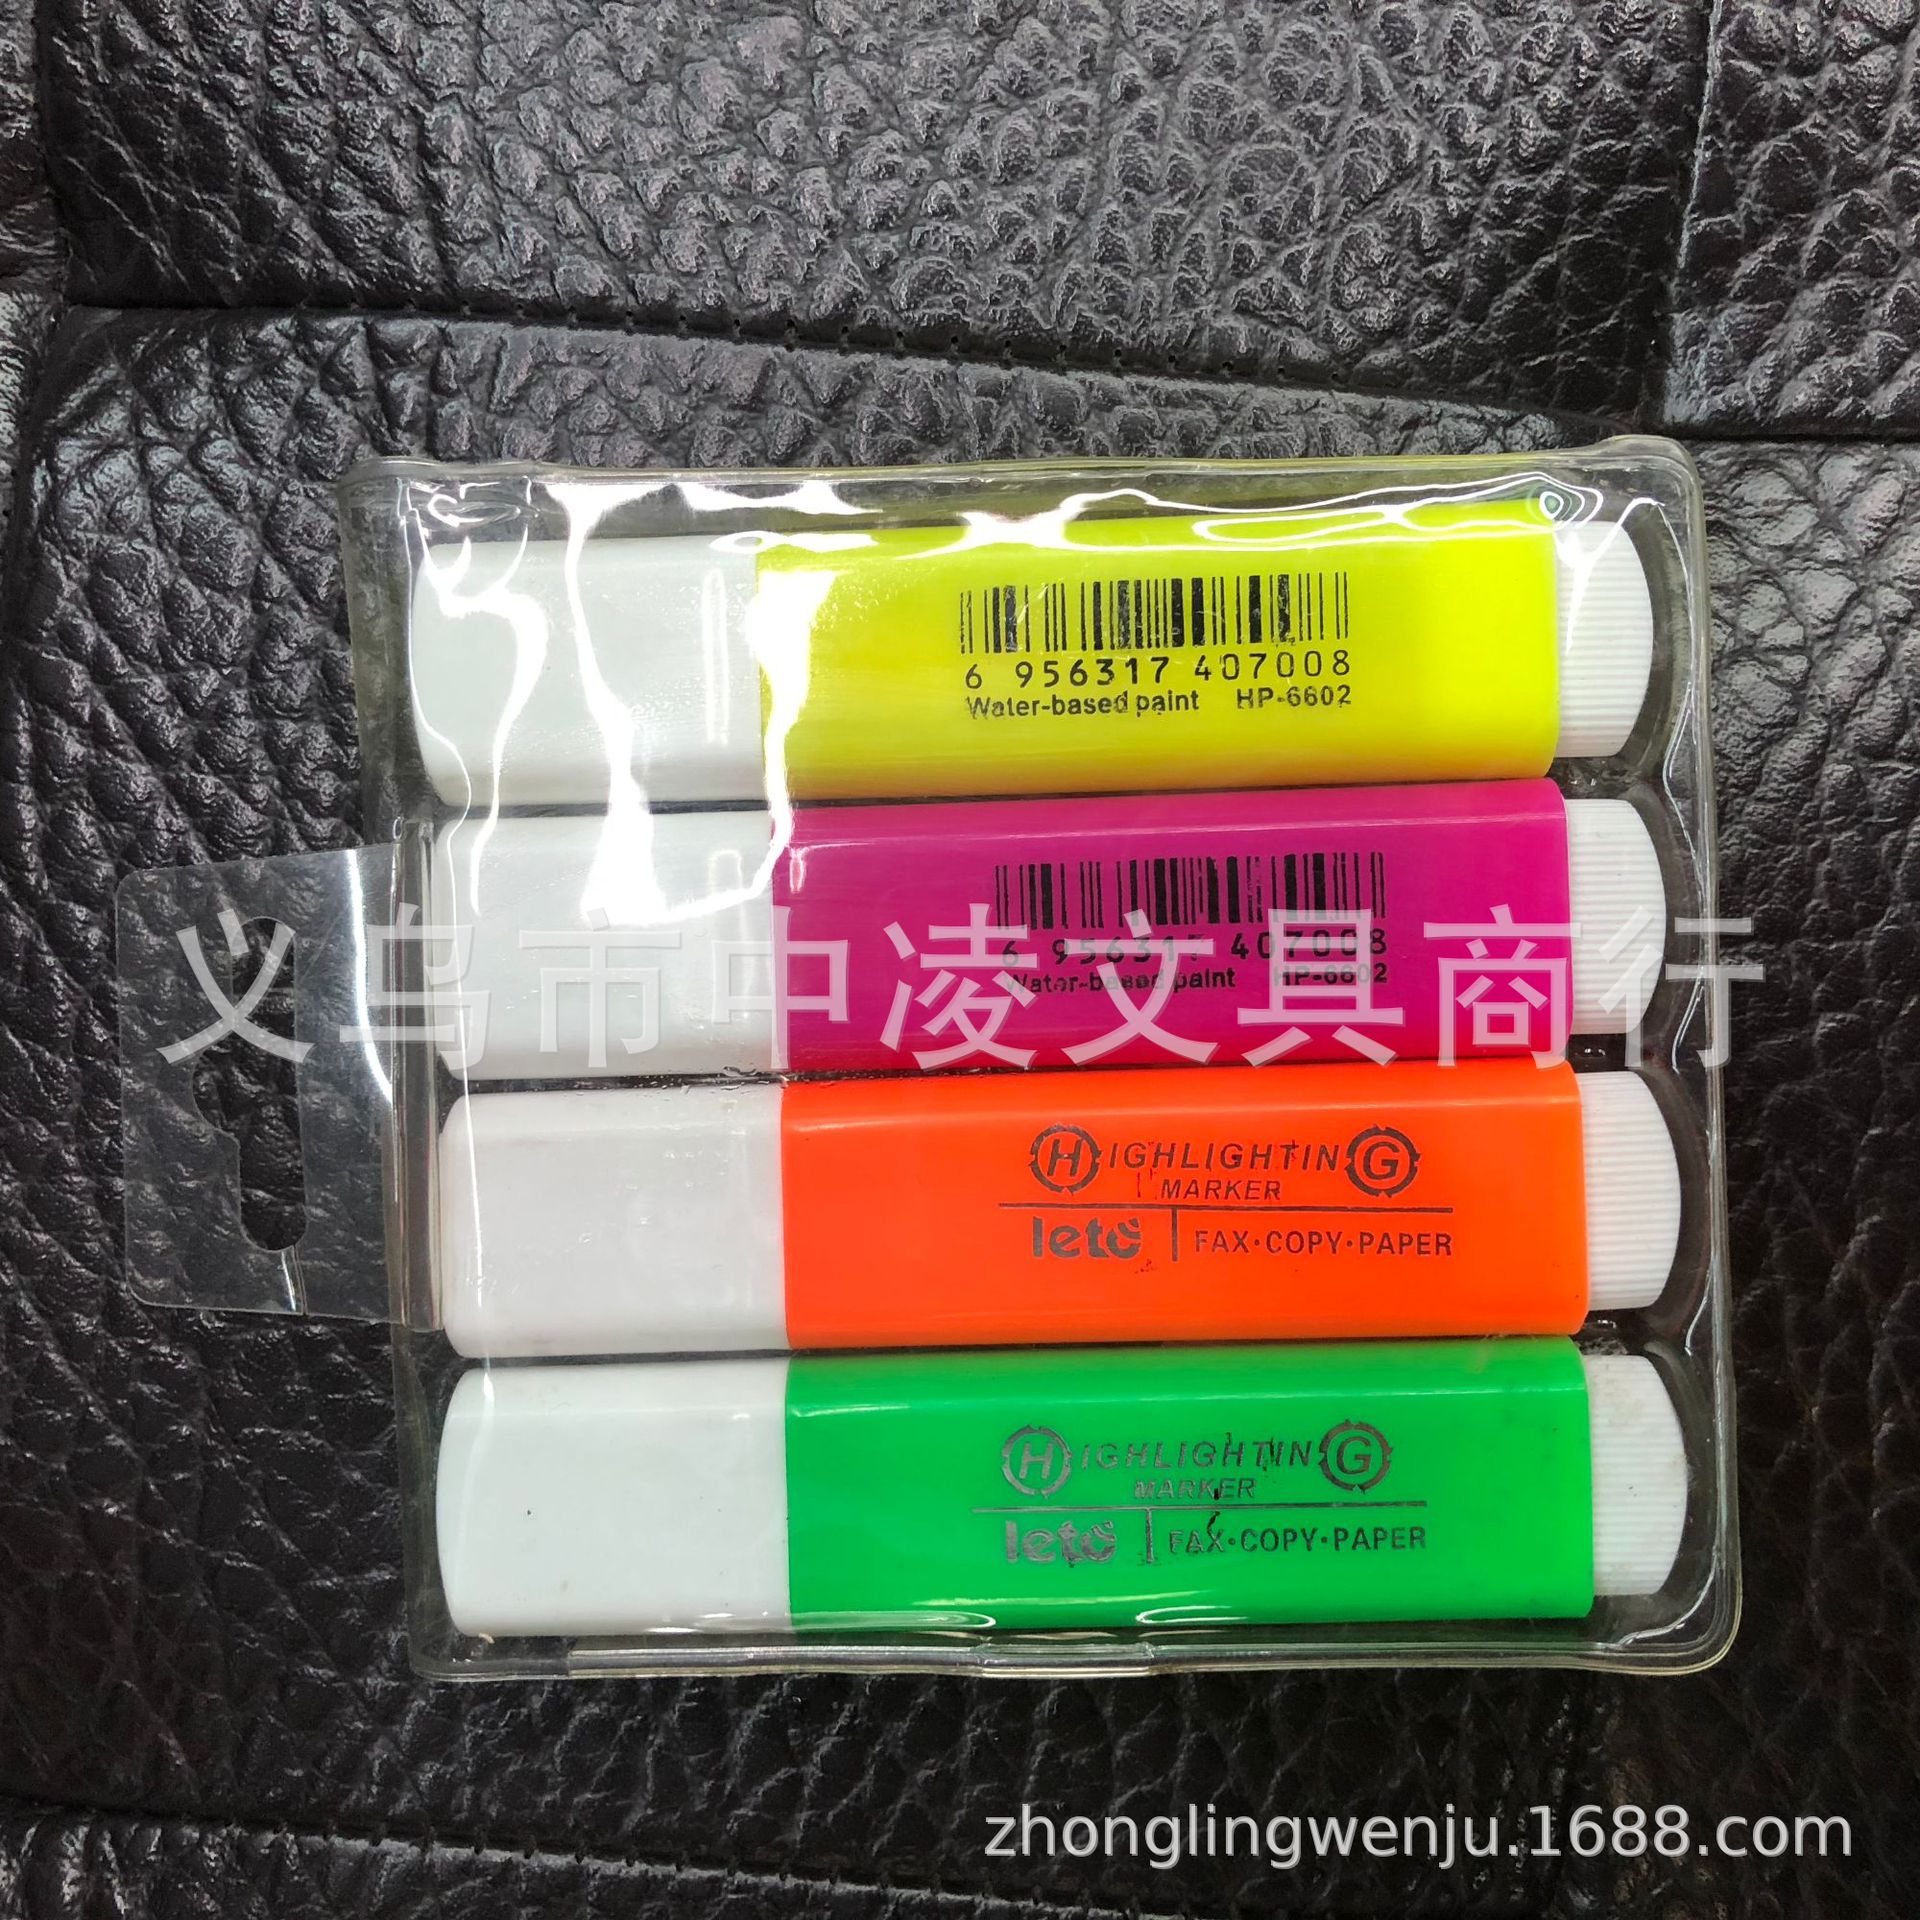 6 956317 407008
Water-based paint HP-6602
6 956317 407008
Water-based paint HP-6602
义乌市中凌文具商行
HIGHLIGHTING
MARKER
leto FAX·COPY·PAPER
HIGHLIGHTING
MARKER
leto FAX·COPY·PAPER
zhonglingwenju.1688.com